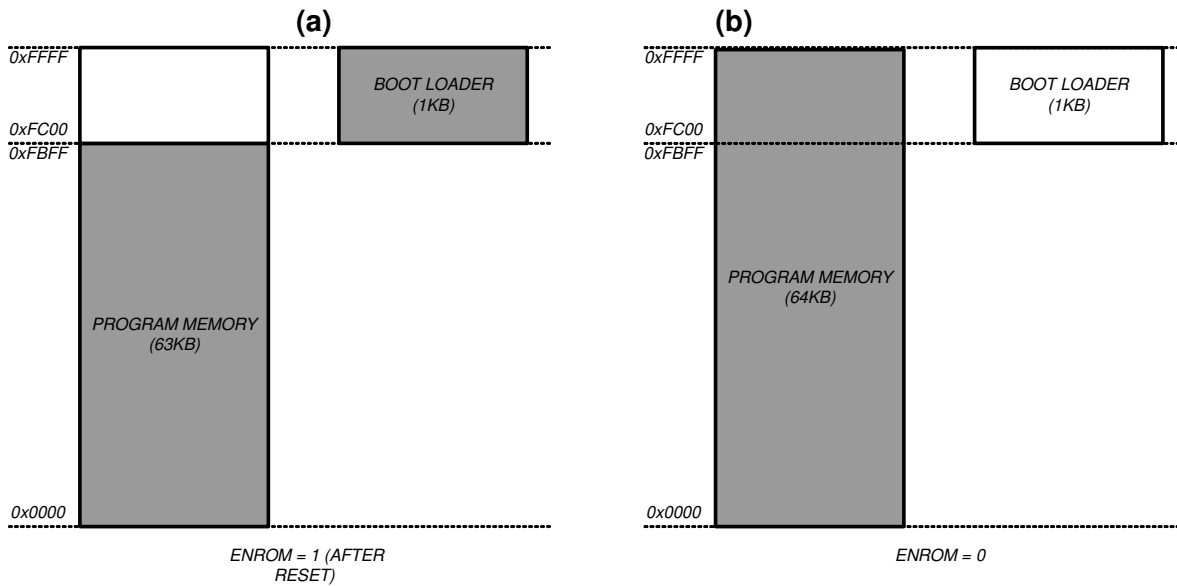 (a)
0xFFFF
BOOT LOADER
(1KB)
0xFC00
0xFBFF
PROGRAM MEMORY
(63KB)
0x0000
ENROM = 1 (AFTER
RESET)
(b)
0xFFFF
BOOT LOADER
(1KB)
0xFC00
0xFBFF
PROGRAM MEMORY
(64KB)
0x0000
ENROM = 0